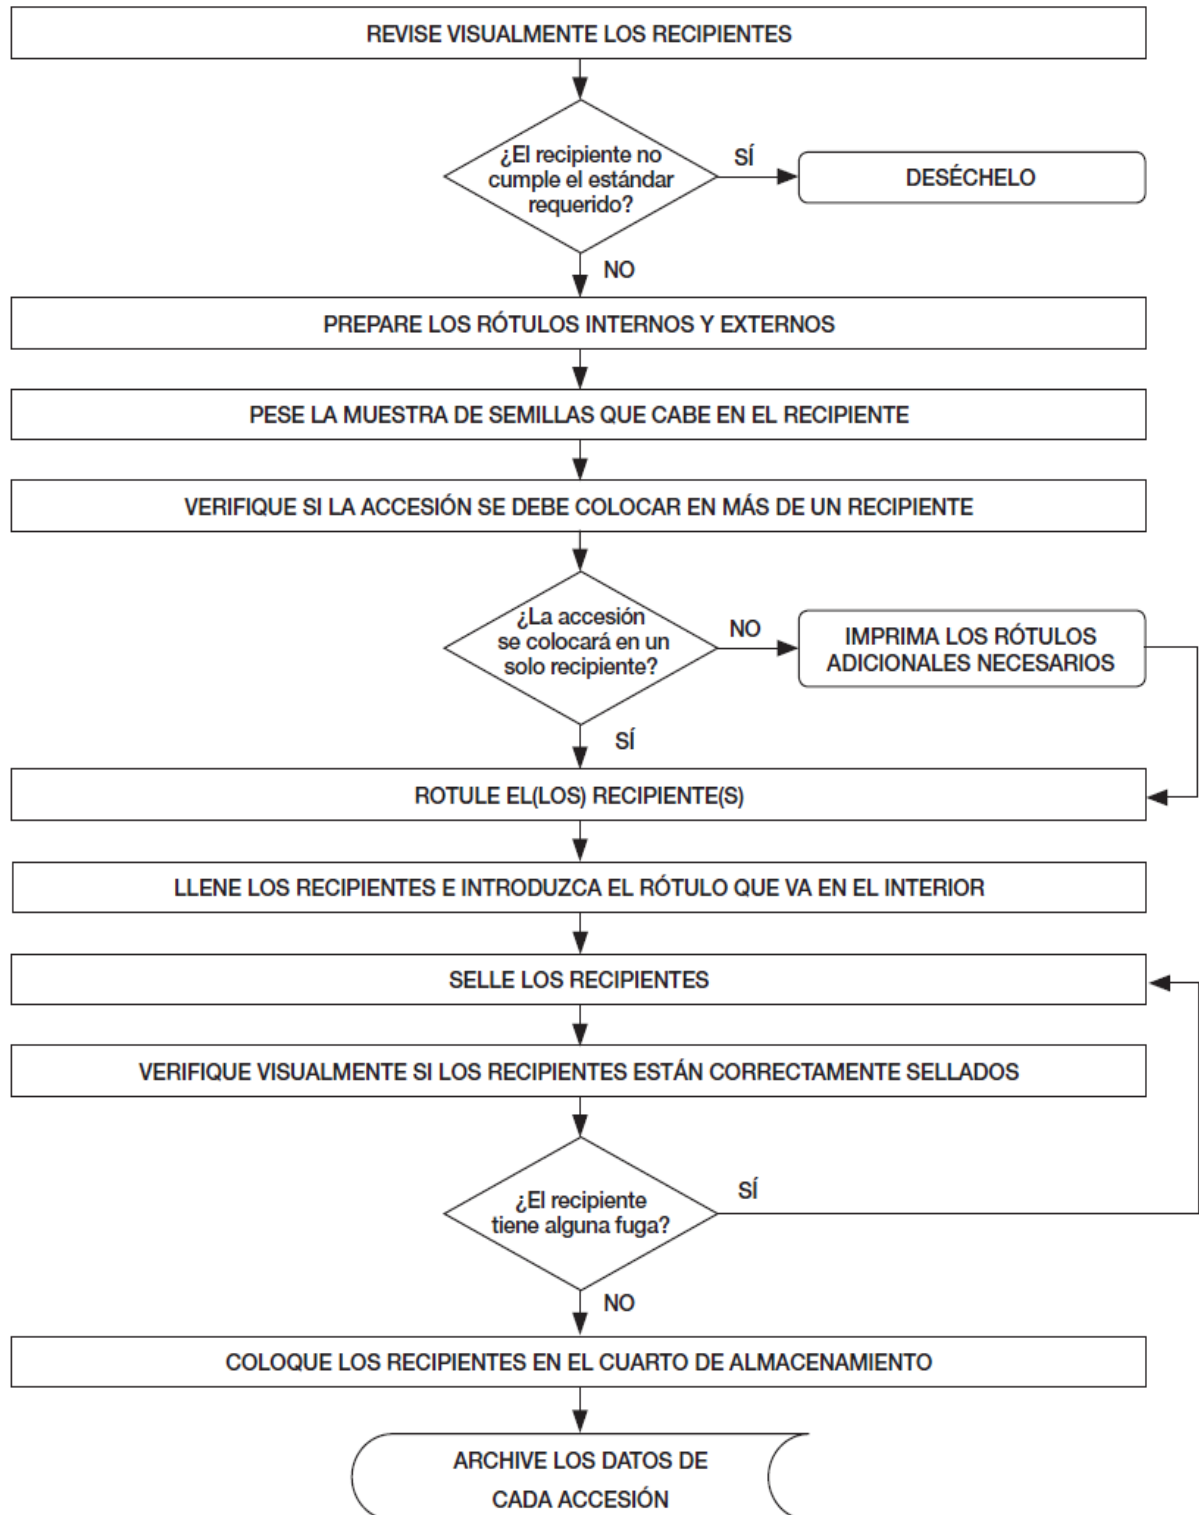 REVISE VISUALMENTE LOS RECIPIENTES
¿El recipiente no
cumple el estándar
requerido?
SÍ
DESÉCHELO
NO
PREPARE LOS RÓTULOS INTERNOS Y EXTERNOS
PESE LA MUESTRA DE SEMILLAS QUE CABE EN EL RECIPIENTE
VERIFIQUE SI LA ACCESIÓN SE DEBE COLOCAR EN MÁS DE UN RECIPIENTE
¿La accesión
se colocará en un
solo recipiente?
NO
IMPRIMA LOS RÓTULOS
ADICIONALES NECESARIOS
SÍ
ROTULE EL(LOS) RECIPIENTE(S)
LLENE LOS RECIPIENTES E INTRODUZCA EL RÓTULO QUE VA EN EL INTERIOR
SELLE LOS RECIPIENTES
VERIFIQUE VISUALMENTE SI LOS RECIPIENTES ESTÁN CORRECTAMENTE SELLADOS
¿El recipiente
tiene alguna fuga?
SÍ
NO
COLOQUE LOS RECIPIENTES EN EL CUARTO DE ALMACENAMIENTO
ARCHIVE LOS DATOS DE
CADA ACCESIÓN